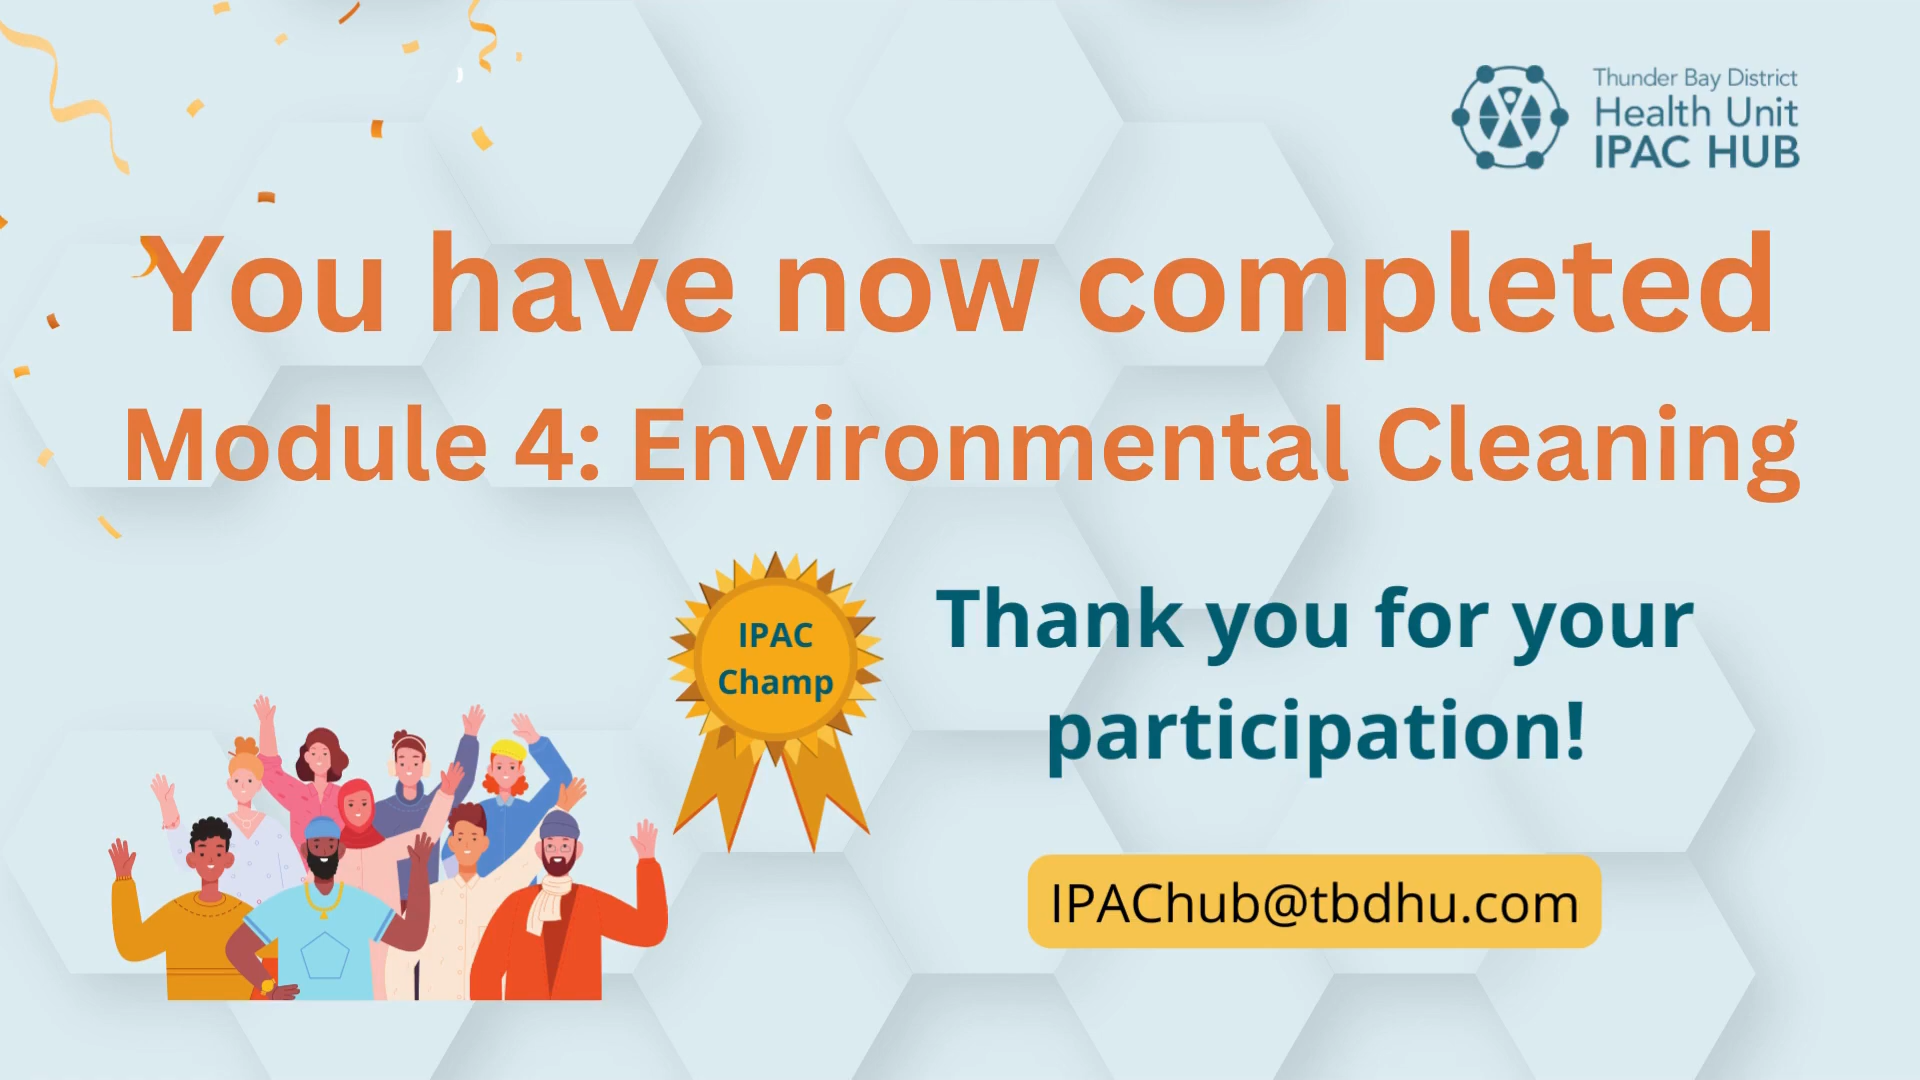 Thunder Bay District
Health Unit
IPAC HUB
You have now completed
Module 4: Environmental Cleaning
IPAC
Champ
Thank you for your
participation!
IPAChub@tbdhu.com